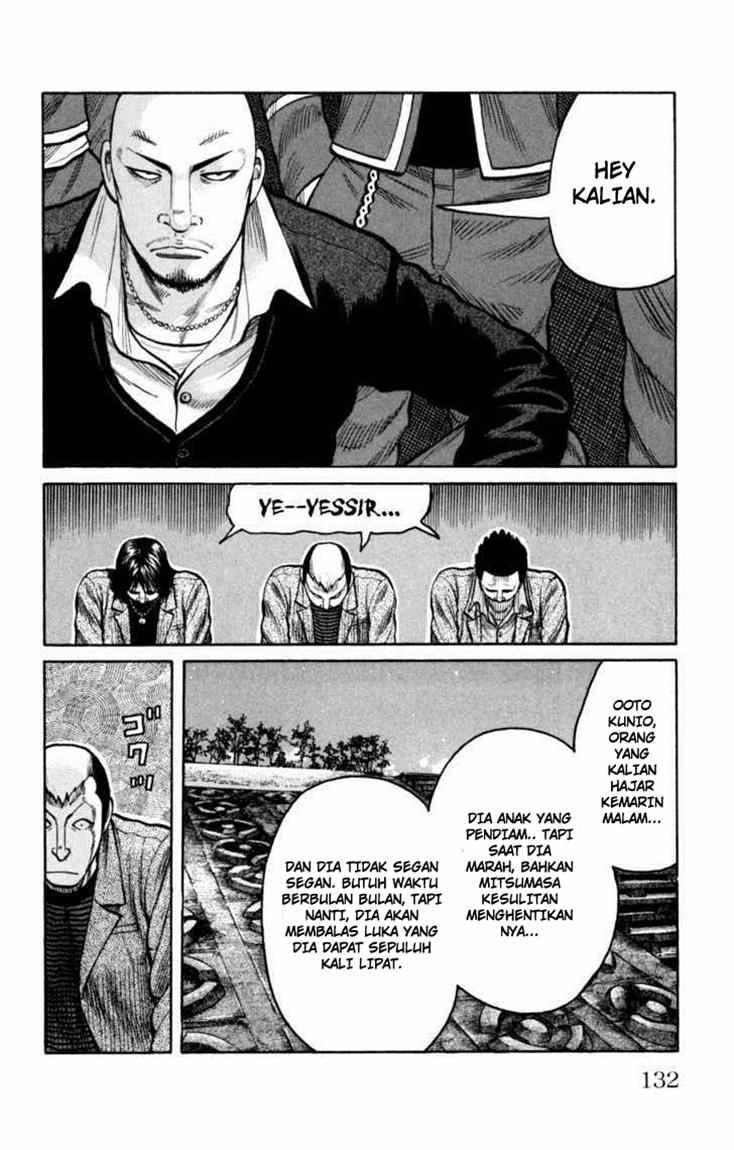 HEY
KALIAN.
YE--YESSIR...
OOTO
KUNIO,
ORANG
YANG
KALIAN
HAJAR
KEMARIN
MALAM...
DIA ANAK YANG
PENDIAM.. TAPI
SAAT DIA
MARAH, BAHKAN
MITSUMASA
KESULITAN
MENGHENTIKAN
NYA...
DAN DIA TIDAK SEGAN
SEGAN. BUTUH WAKTU
BERBULAN BULAN, TAPI
NANTI, DIA AKAN
MEMBALAS LUKA YANG
DIA DAPAT SEPULUH
KALI LIPAT.
ゴクッ
132